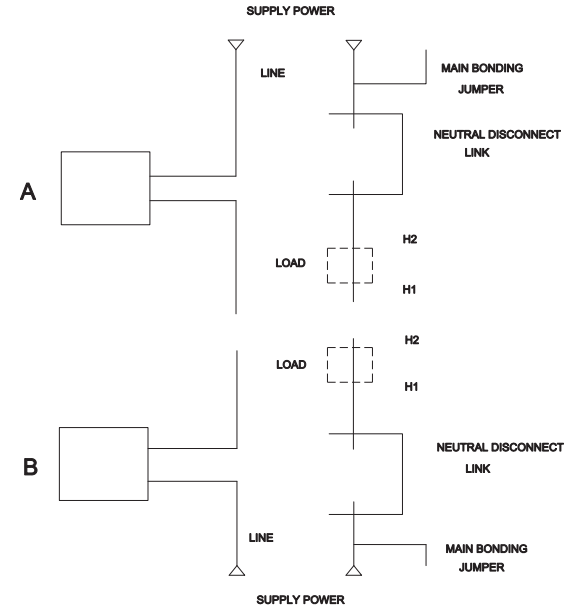 SUPPLY POWER
LINE
MAIN BONDING
JUMPER
NEUTRAL DISCONNECT
LINK
A
H2
LOAD
H1
H2
LOAD
H1
B
NEUTRAL DISCONNECT
LINK
LINE
MAIN BONDING
JUMPER
SUPPLY POWER